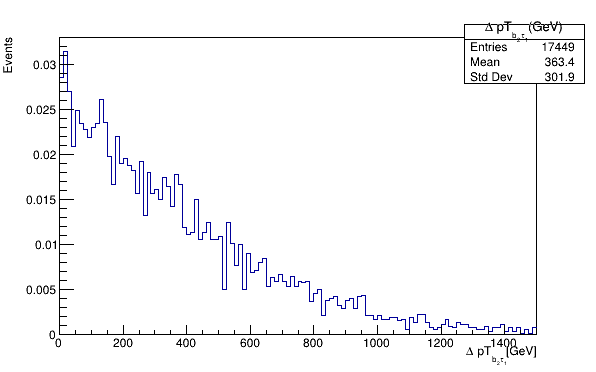 Δ pT_{b₂τ₁}(GeV)
Entries 17449
Mean 363.4
Std Dev 301.9
Events
0.03
0.025
0.02
0.015
0.01
0.005
0
0 200 400 600 800 1000 1200 1400
Δ pT_{b₂τ₁}[GeV]